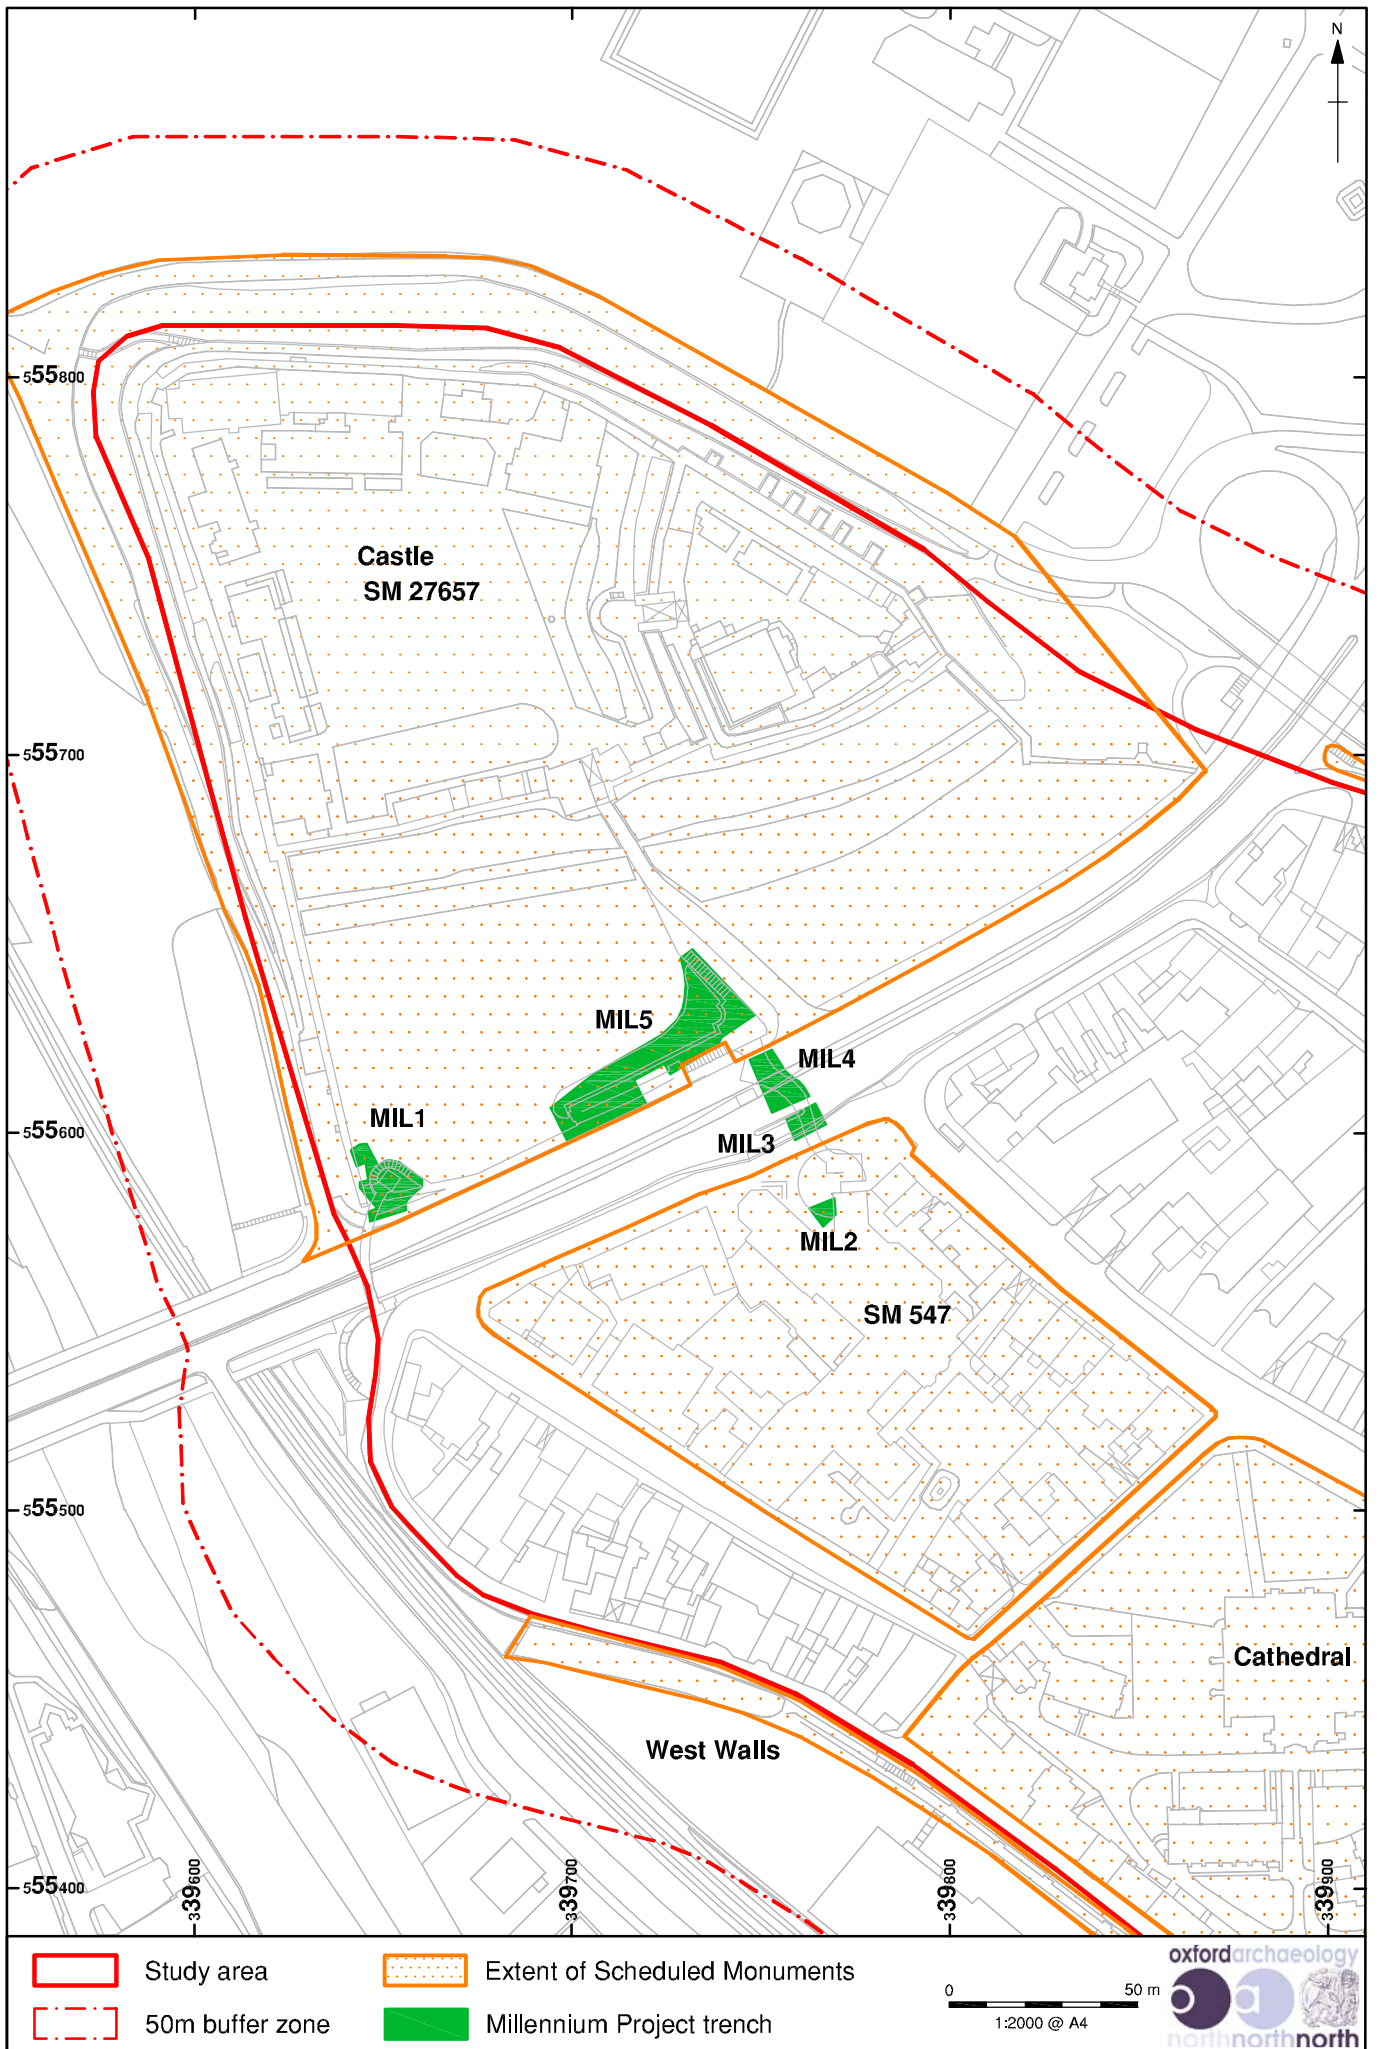 N
555800
Castle
SM 27657
555700
MIL5
MIL4
MIL1
555600
MIL3
MIL2
SM 547
555500
Cathedral
West Walls
555400
339600
339700
339800
339900
Study area
50m buffer zone
Extent of Scheduled Monuments
Millennium Project trench
0 50 m
1:2000 @ A4
oxfordarchaeology
o a
northnorthnorth